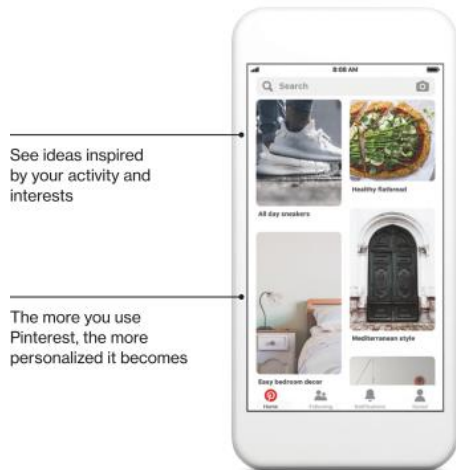 8:08 AM
Search
See ideas inspired
by your activity and
interests
All day sneakers
Healthy flatbread
The more you use
Pinterest, the more
personalized it becomes
Mediterranean style
Easy bedroom decor
Home
Following
Notifications